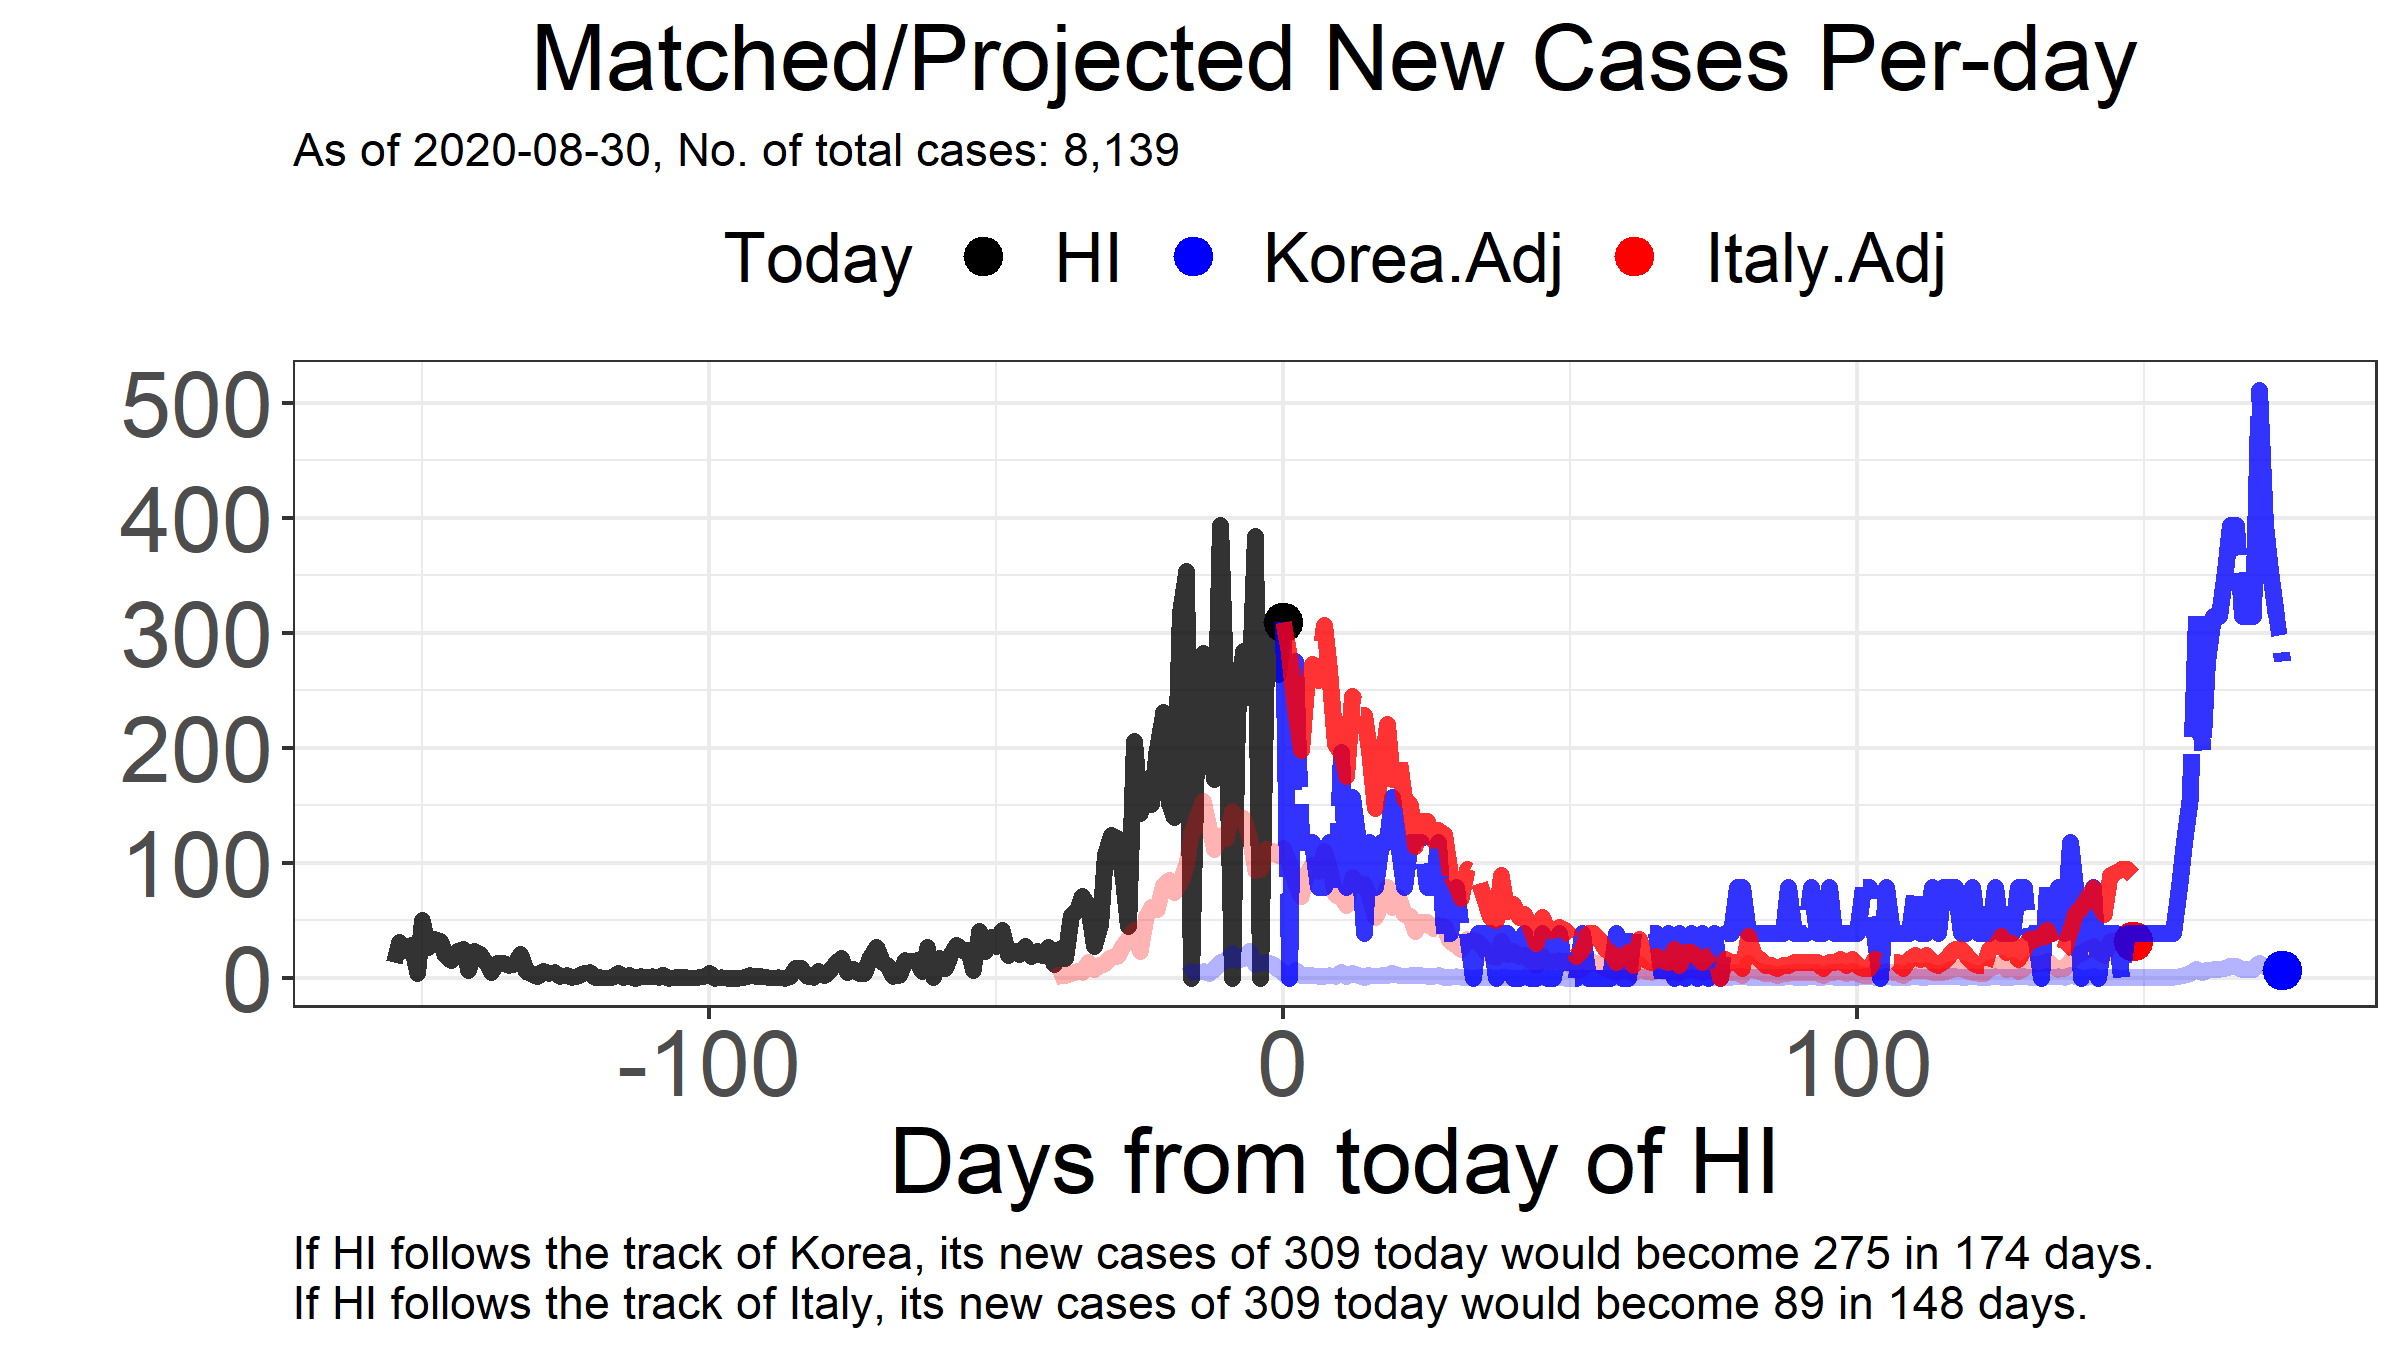 Matched/Projected New Cases Per-day
As of 2020-08-30, No. of total cases: 8,139
Today HI Korea.Adj Italy.Adj
500
400
300
200
100
0
-100 0 100
Days from today of HI
If HI follows the track of Korea, its new cases of 309 today would become 275 in 174 days.
If HI follows the track of Italy, its new cases of 309 today would become 89 in 148 days.